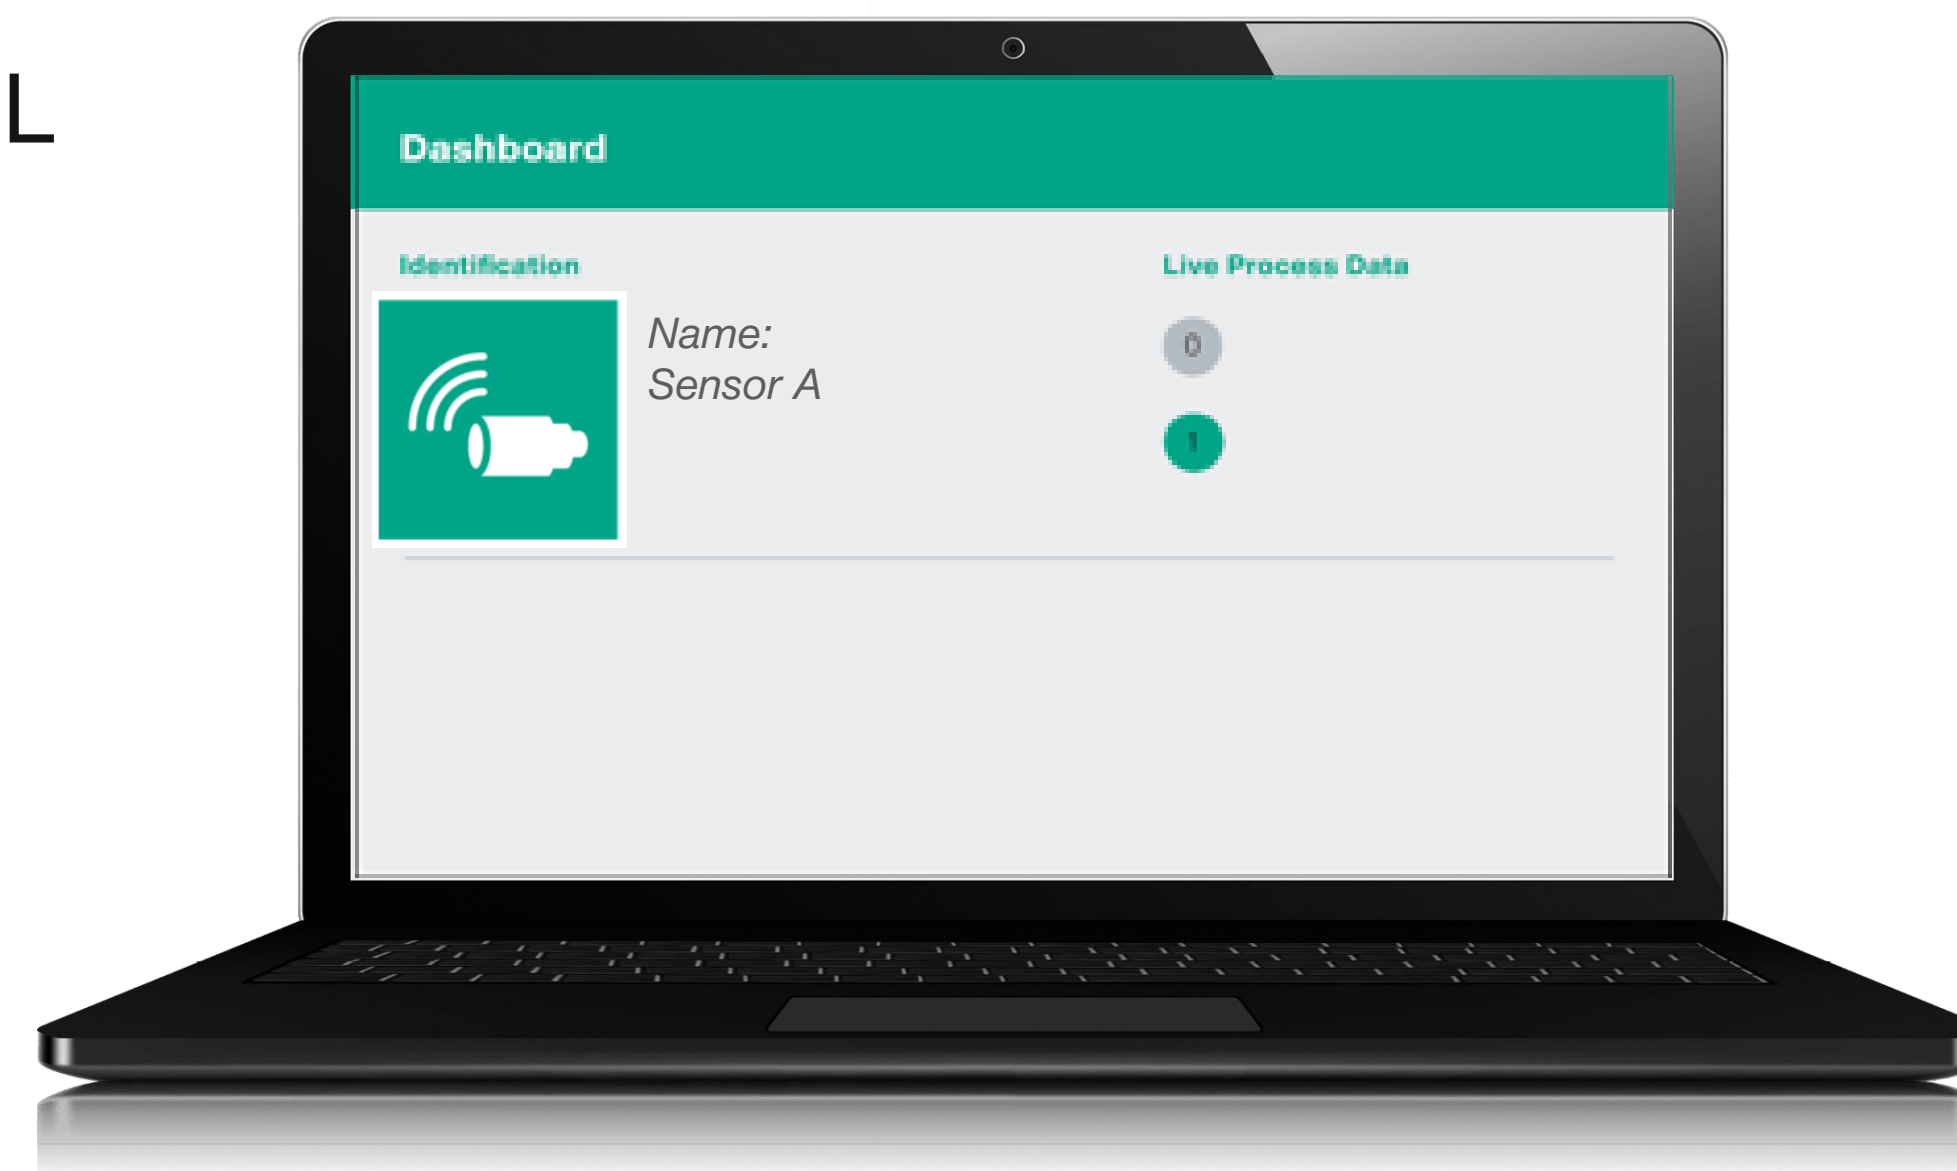 L
Dashboard
Identification
Live Process Data
Name:
Sensor A
0
1